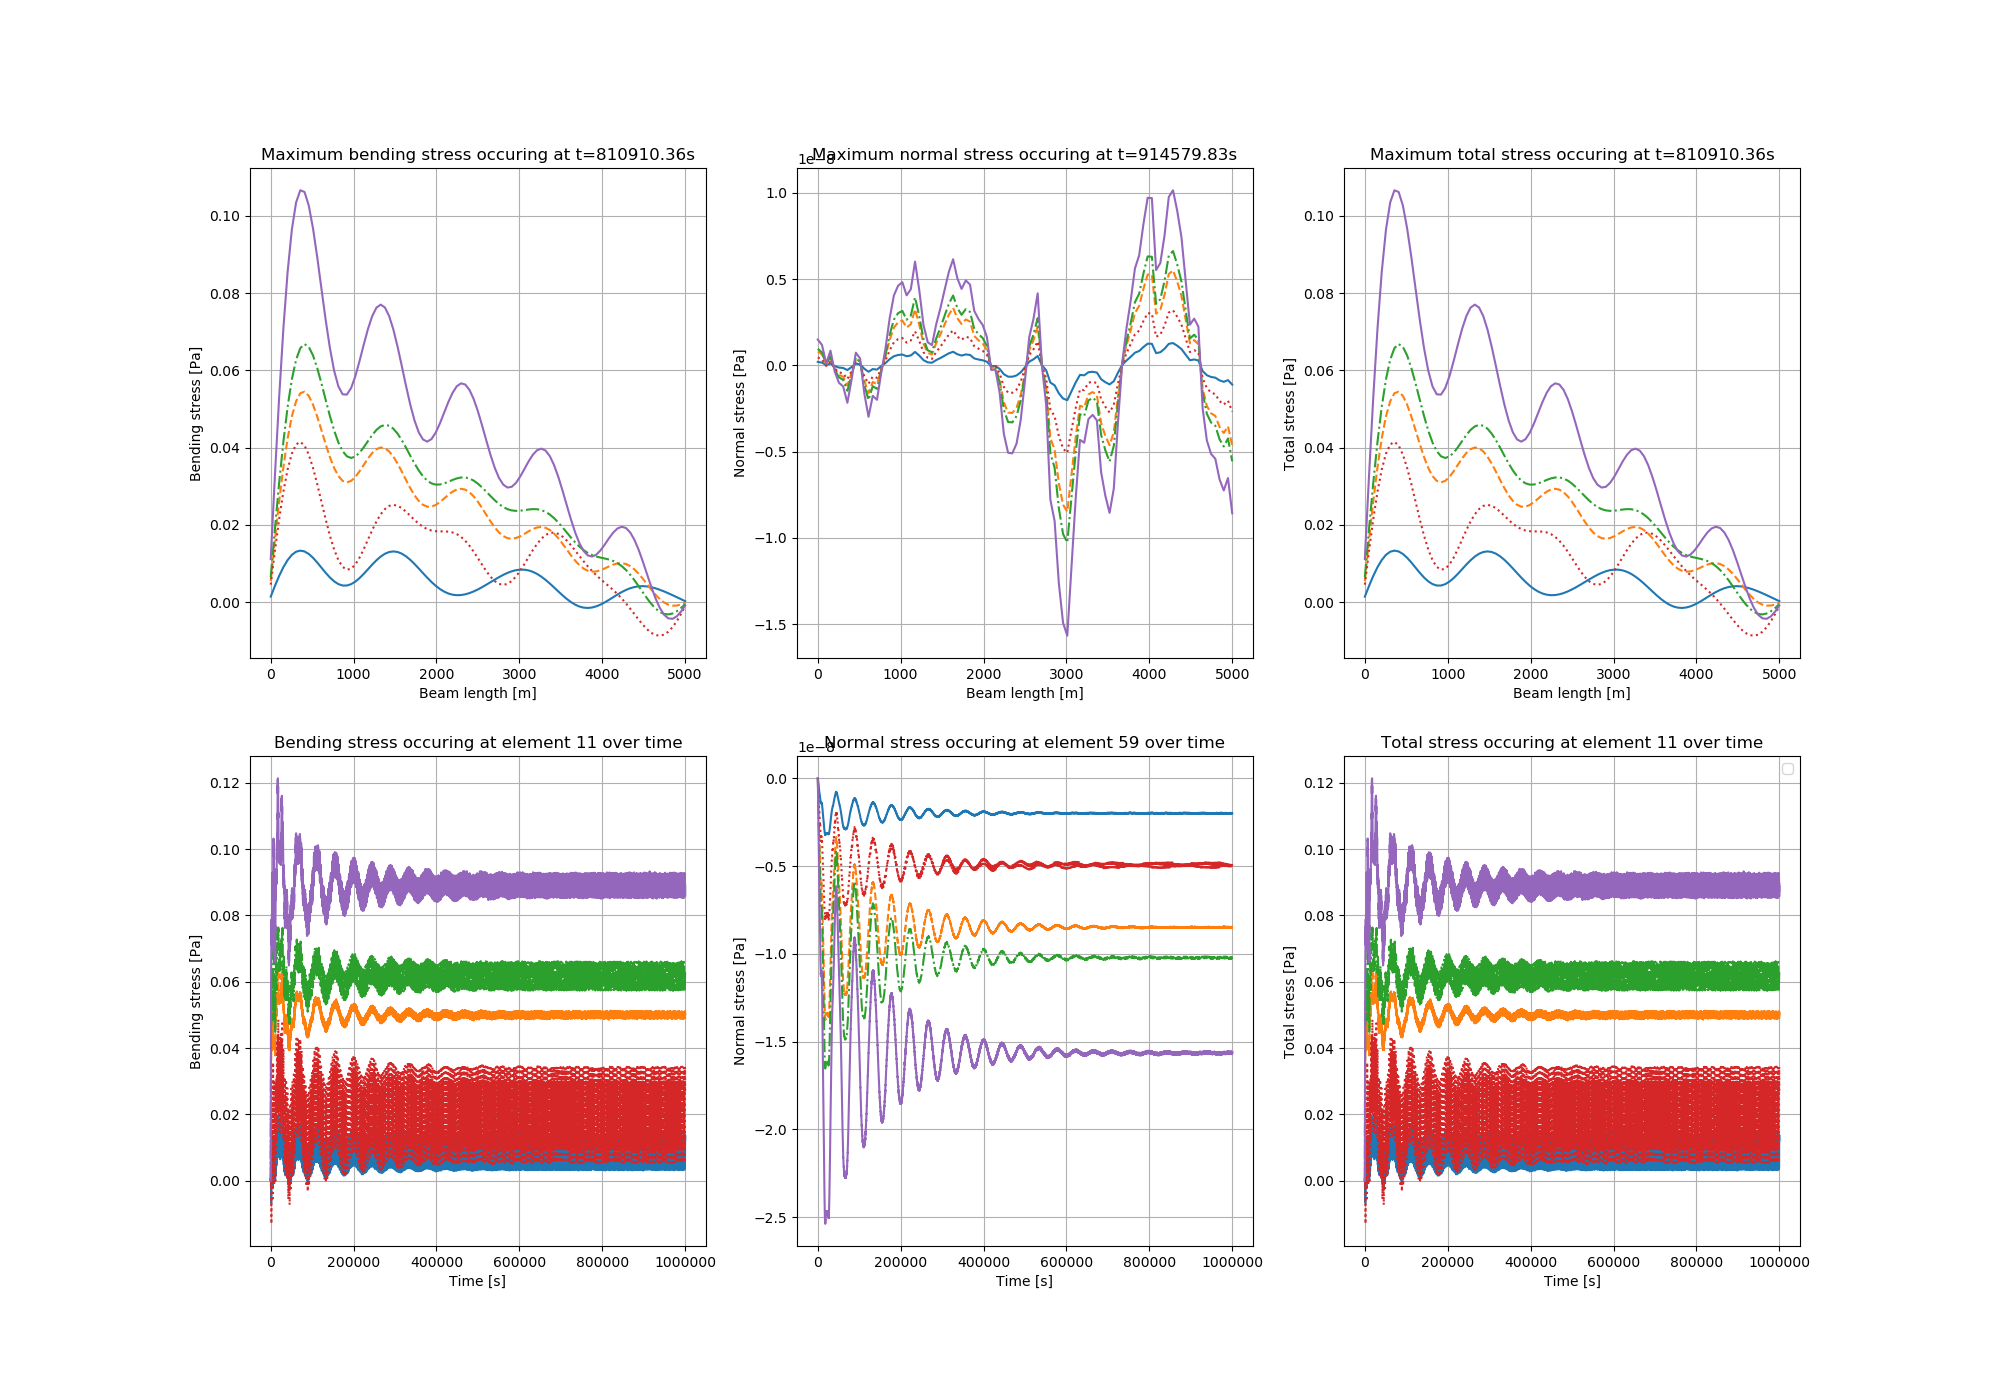 Maximum bending stress occuring at t=810910.36s
Bending stress [Pa]
0.10
0.08
0.06
0.04
0.02
0.00
0 1000 2000 3000 4000 5000
Beam length [m]
Maximum normal stress occuring at t=914579.83s
Normal stress [Pa]
1.0
0.5
0.0
−0.5
−1.0
−1.5
0 1000 2000 3000 4000 5000
Beam length [m]
Maximum total stress occuring at t=810910.36s
Total stress [Pa]
0.10
0.08
0.06
0.04
0.02
0.00
0 1000 2000 3000 4000 5000
Beam length [m]
Bending stress occuring at element 11 over time
Bending stress [Pa]
0.12
0.10
0.08
0.06
0.04
0.02
0.00
0 200000 400000 600000 800000 1000000
Time [s]
Normal stress occuring at element 59 over time
Normal stress [Pa]
0.0
−0.5
−1.0
−1.5
−2.0
−2.5
0 200000 400000 600000 800000 1000000
Time [s]
Total stress occuring at element 11 over time
Total stress [Pa]
0.12
0.10
0.08
0.06
0.04
0.02
0.00
0 200000 400000 600000 800000 1000000
Time [s]